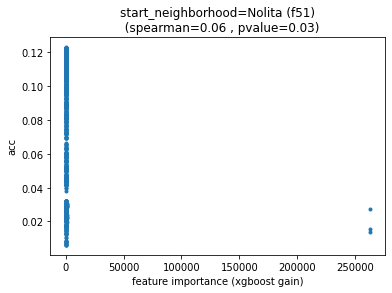 start_neighborhood=Nolita (f51)
(spearman=0.06 , pvalue=0.03)
0.12
0.10
0.08
0.06
0.04
0.02
acc
0 50000 100000 150000 200000 250000
feature importance (xgboost gain)